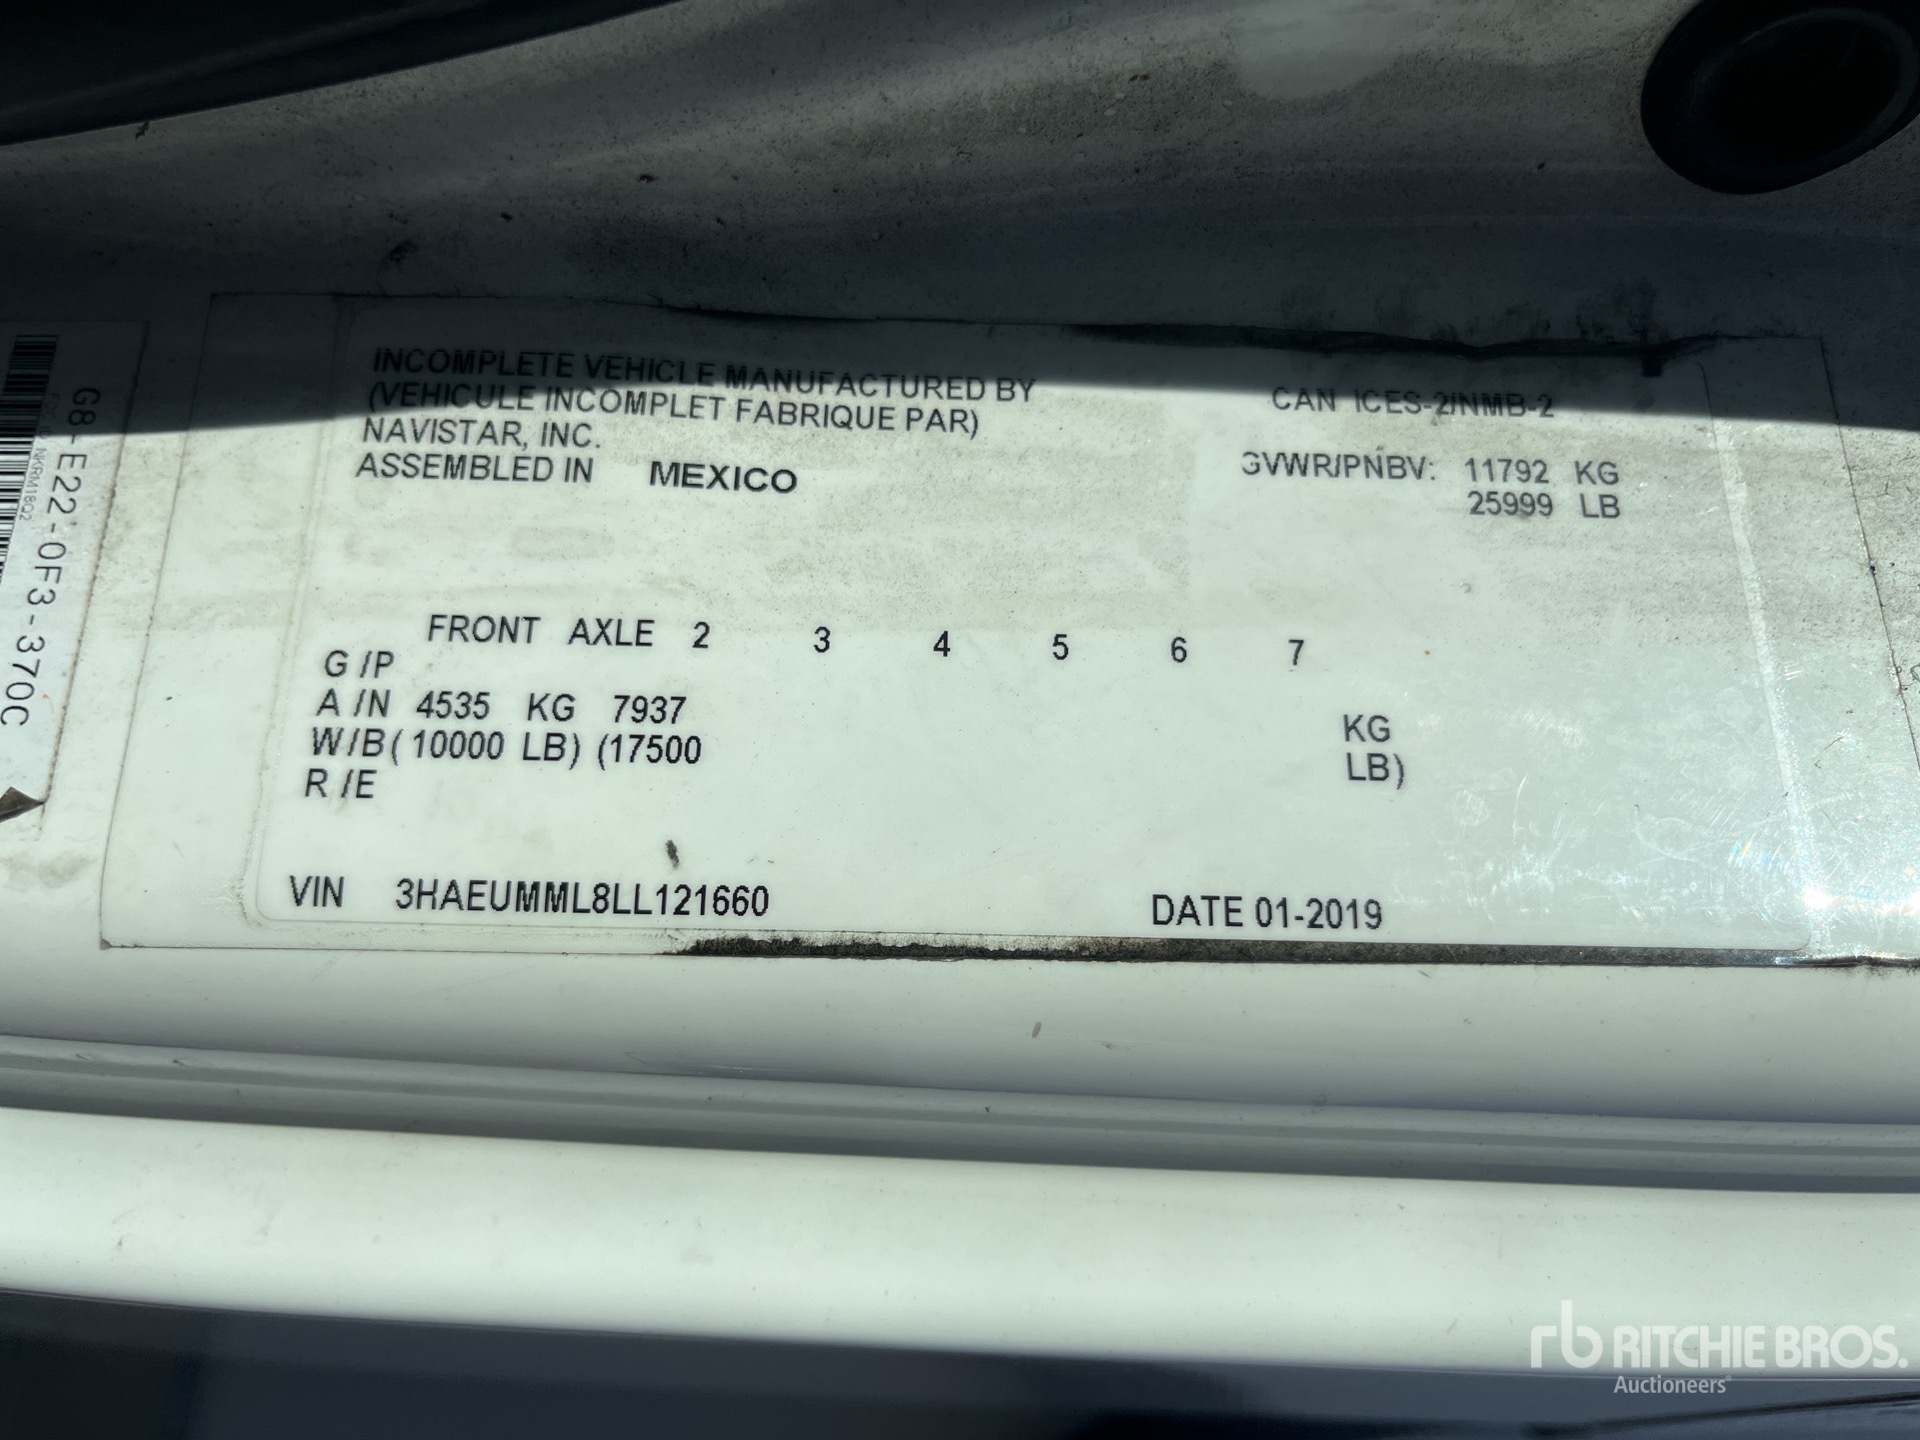 INCOMPLETE VEHICLE MANUFACTURED BY
(VEHICULE INCOMPLET FABRIQUE PAR)
NAVISTAR, INC.
ASSEMBLED IN MEXICO
CAN ICES-2/NMB-2
GVWR/PNBV: 11792 KG
25999 LB
FRONT AXLE 2 3 4 5 6 7
G /P
A /N 4535 KG 7937 KG
W/B ( 10000 LB) (17500 LB)
R /E
VIN 3HAEUMML8LL121660
DATE 01-2019
G8-E22-0F3-370C
NKRM18Q2
rb RITCHIE BROS.
Auctioneers